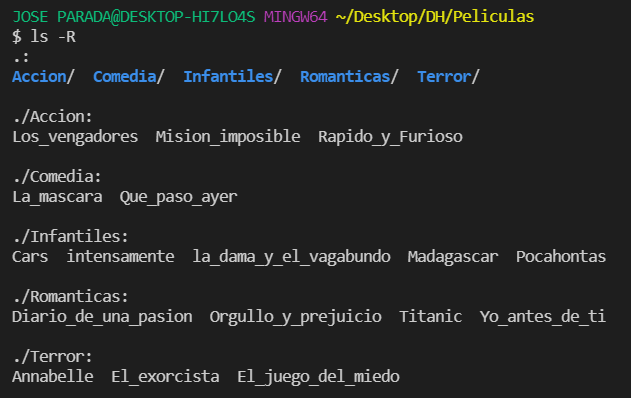 JOSE PARADA@DESKTOP-HI7LO4S MINGW64 ~/Desktop/DH/Peliculas
$ ls -R
.:
Accion/  Comedia/  Infantiles/  Romanticas/  Terror/

./Accion:
Los_vengadores  Mision_imposible  Rapido_y_Furioso

./Comedia:
La_mascara  Que_paso_ayer

./Infantiles:
Cars  intensamente  la_dama_y_el_vagabundo  Madagascar  Pocahontas

./Romanticas:
Diario_de_una_pasion  Orgullo_y_prejuicio  Titanic  Yo_antes_de_ti

./Terror:
Annabelle  El_exorcista  El_juego_del_miedo